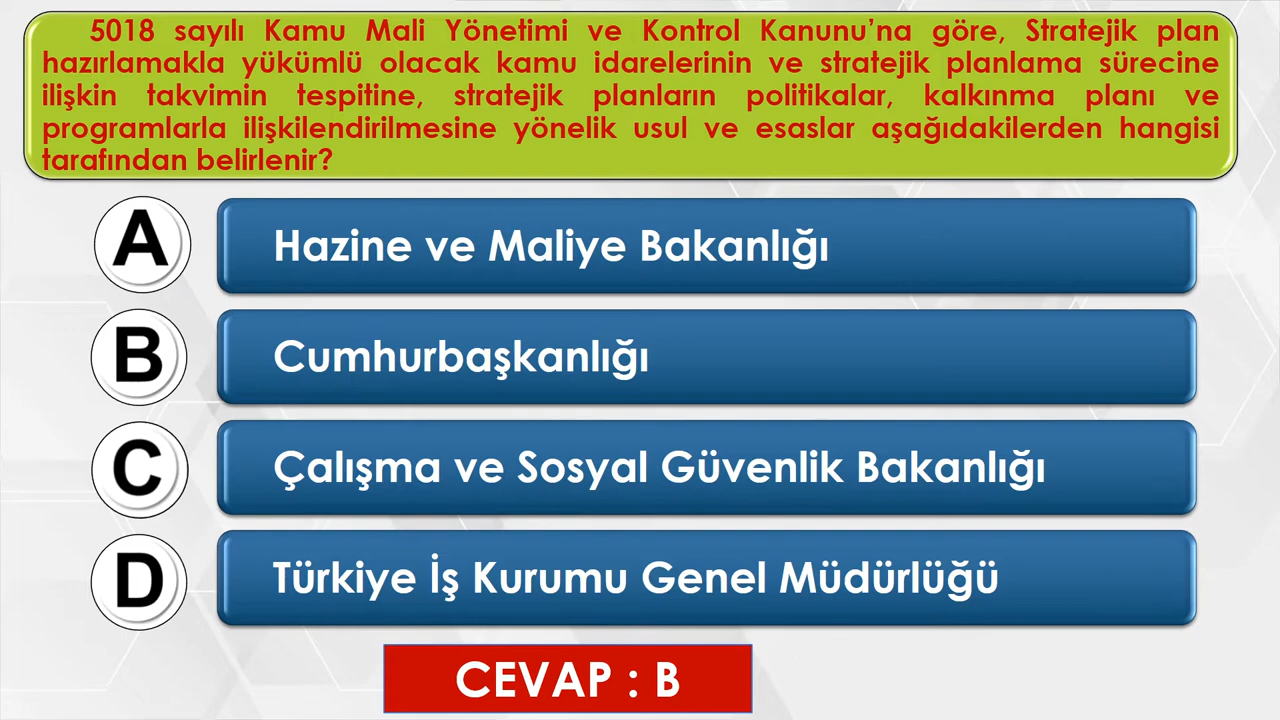 5018 sayılı Kamu Mali Yönetimi ve Kontrol Kanunu’na göre, Stratejik plan
hazırlamakla yükümlü olacak kamu idarelerinin ve stratejik planlama sürecine
ilişkin takvimin tespitine, stratejik planların politikalar, kalkınma planı ve
programlarla ilişkilendirilmesine yönelik usul ve esaslar aşağıdakilerden hangisi
tarafından belirlenir?
A Hazine ve Maliye Bakanlığı
B Cumhurbaşkanlığı
C Çalışma ve Sosyal Güvenlik Bakanlığı
D Türkiye İş Kurumu Genel Müdürlüğü
CEVAP : B